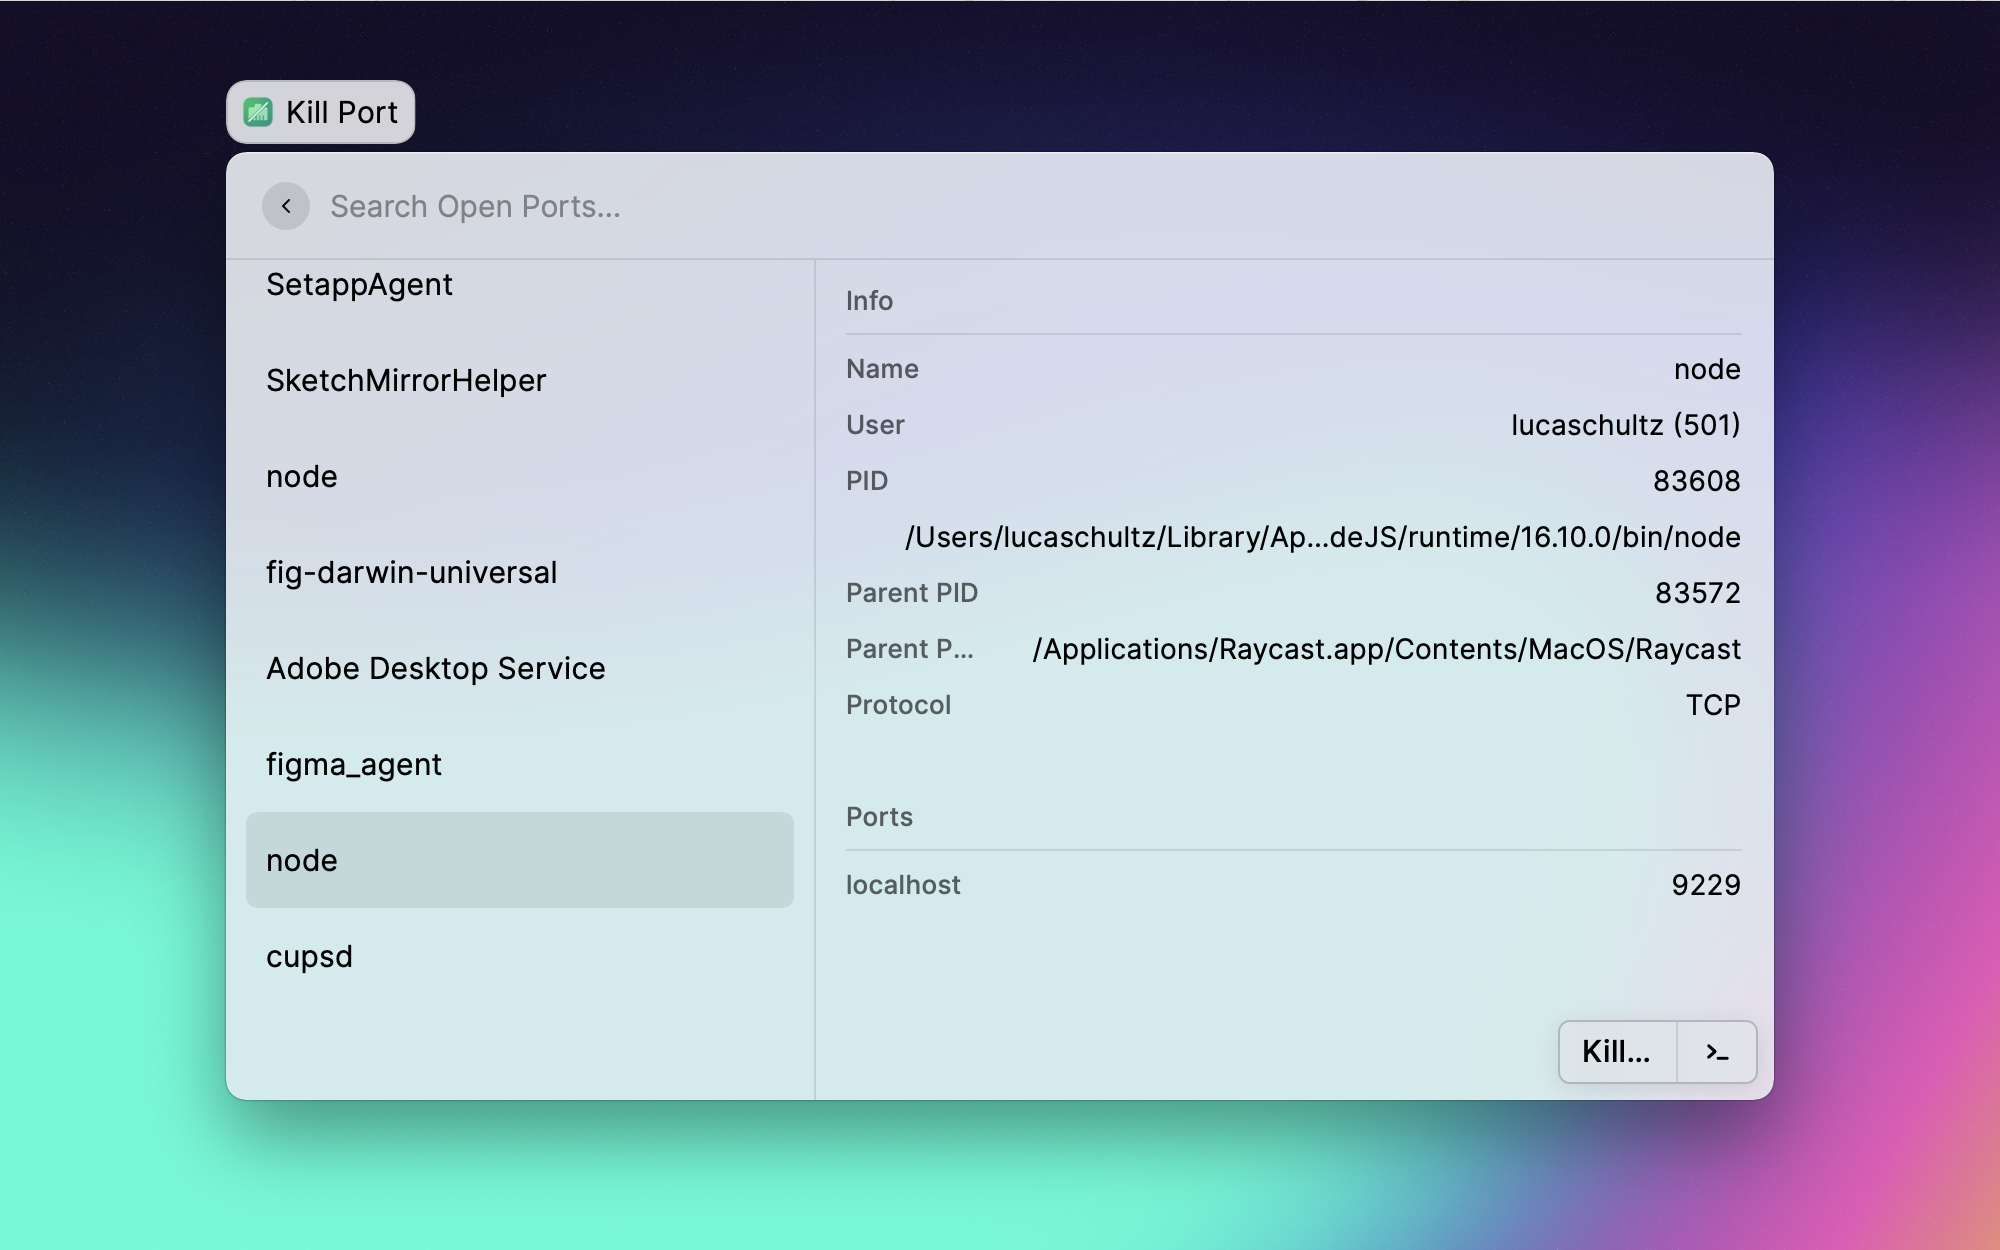 Kill Port
Search Open Ports...
SetappAgent
SketchMirrorHelper
node
fig-darwin-universal
Adobe Desktop Service
figma_agent
node
cupsd
Info
Name node
User lucaschultz (501)
PID 83608
/Users/lucaschultz/Library/Ap...deJS/runtime/16.10.0/bin/node
Parent PID 83572
Parent P... /Applications/Raycast.app/Contents/MacOS/Raycast
Protocol TCP
Ports
localhost 9229
Kill... >_